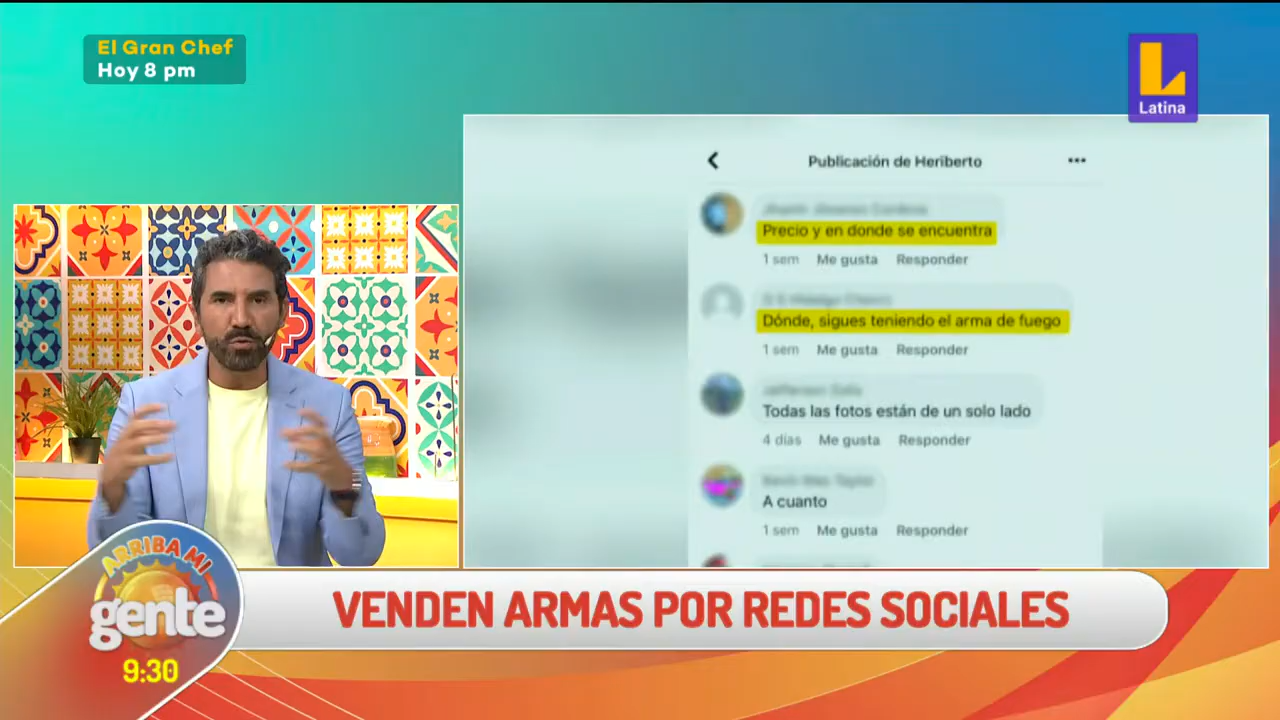 El Gran Chef
Hoy 8 pm
Latina
Publicación de Heriberto
Precio y en donde se encuentra
1 sem Me gusta Responder
Dónde, sigues teniendo el arma de fuego
1 sem Me gusta Responder
Todas las fotos están de un solo lado
4 días Me gusta Responder
A cuanto
1 sem Me gusta Responder
ARRIBA MI
gente
9:30
VENDEN ARMAS POR REDES SOCIALES